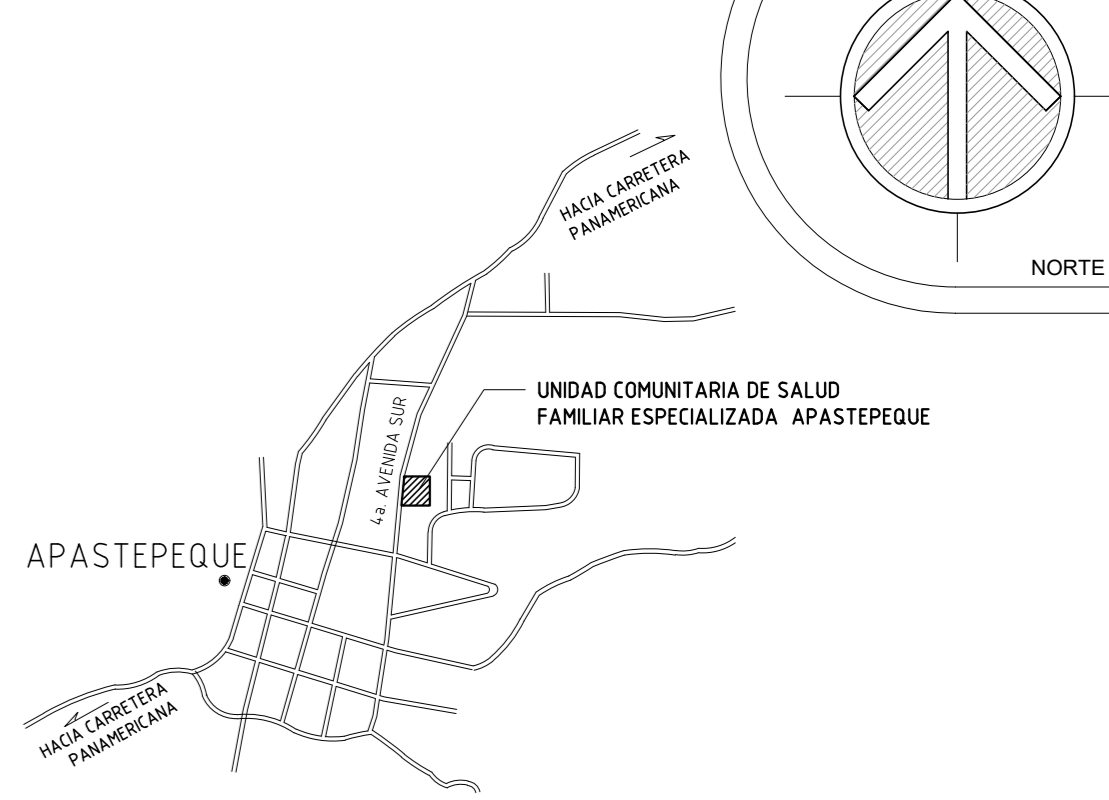 HACIA CARRETERA
PANAMERICANA
NORTE
UNIDAD COMUNITARIA DE SALUD
FAMILIAR ESPECIALIZADA APASTEPEQUE
4a. AVENIDA SUR
APASTEPEQUE
HACIA CARRETERA
PANAMERICANA